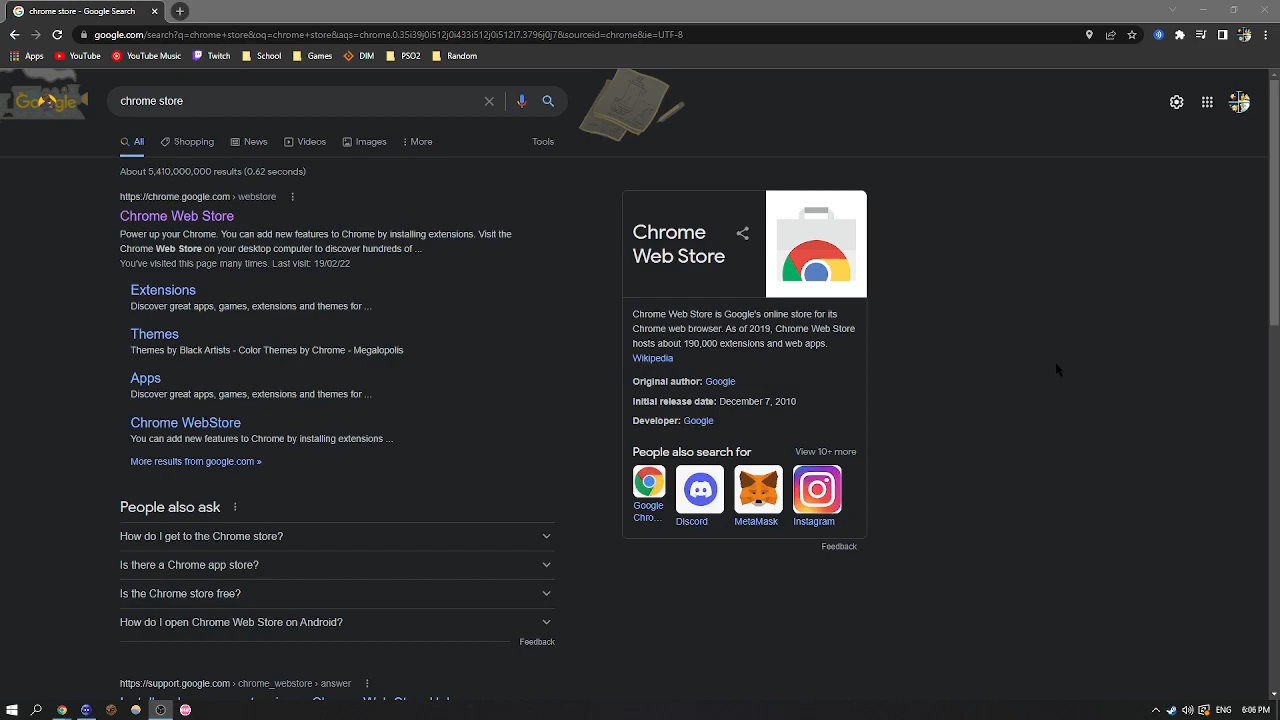 chrome store - Google Search
google.com/search?q=chrome+store&oq=chrome+store&aqs=chrome.0.35i39j0i512j0i433i512j0i512l7.3796j0j7&sourceid=chrome&ie=UTF-8
Apps YouTube YouTube Music Twitch School Games DIM PSO2 Random
Google
chrome store
All Shopping News Videos Images More Tools
About 5,410,000,000 results (0.62 seconds)
https://chrome.google.com › webstore
Chrome Web Store
Power up your Chrome. You can add new features to Chrome by installing extensions. Visit the
Chrome Web Store on your desktop computer to discover hundreds of ...
You've visited this page many times. Last visit: 19/02/22
Extensions
Discover great apps, games, extensions and themes for ...
Themes
Themes by Black Artists - Color Themes by Chrome - Megalopolis
Apps
Discover great apps, games, extensions and themes for ...
Chrome WebStore
You can add new features to Chrome by installing extensions ...
More results from google.com »
People also ask
How do I get to the Chrome store?
Is there a Chrome app store?
Is the Chrome store free?
How do I open Chrome Web Store on Android?
Feedback
https://support.google.com › chrome_webstore › answer
Chrome
Web Store
Chrome Web Store is Google's online store for its
Chrome web browser. As of 2019, Chrome Web Store
hosts about 190,000 extensions and web apps.
Wikipedia
Original author: Google
Initial release date: December 7, 2010
Developer: Google
People also search for View 10+ more
Google
Chro...
Discord
MetaMask
Instagram
Feedback
ENG 6:06 PM